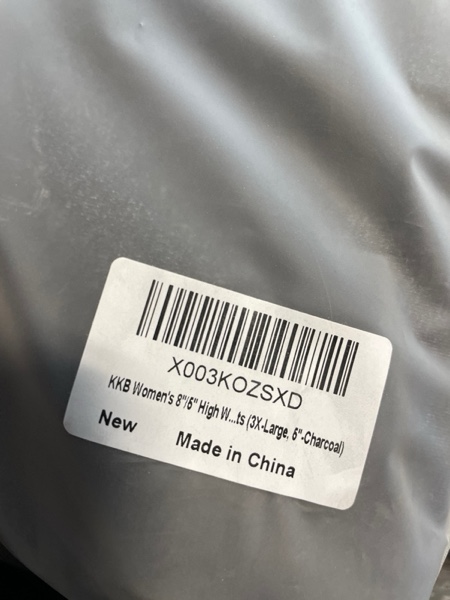 X003KOZSXD
KKB Women's 8"/6" High W...ts (3X-Large, 6"-Charcoal)
New
Made in China